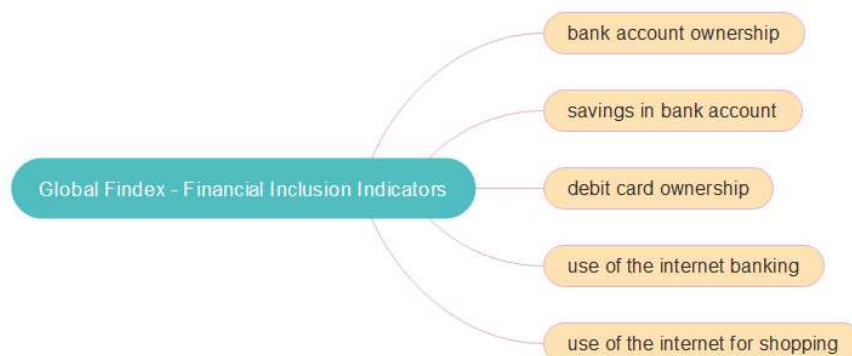 bank account ownership
savings in bank account
Global Findex - Financial Inclusion Indicators
debit card ownership
use of the internet banking
use of the internet for shopping